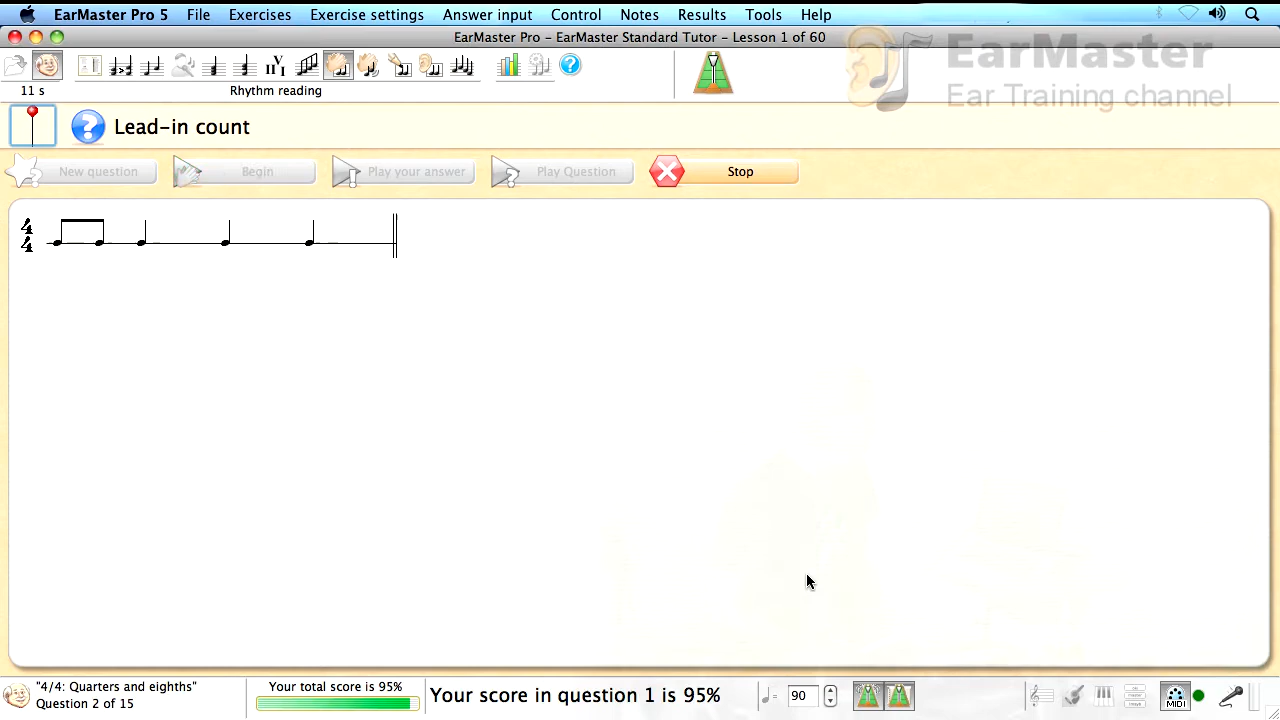 EarMaster Pro 5 File Exercises Exercise settings Answer input Control Notes Results Tools Help
EarMaster Pro – EarMaster Standard Tutor – Lesson 1 of 60
EarMaster
Ear Training channel
11 s
Rhythm reading
Lead-in count
New question Begin Play your answer Play Question Stop
4
4
"4/4: Quarters and eighths"
Question 2 of 15
Your total score is 95%
Your score in question 1 is 95%
= 90
MIDI